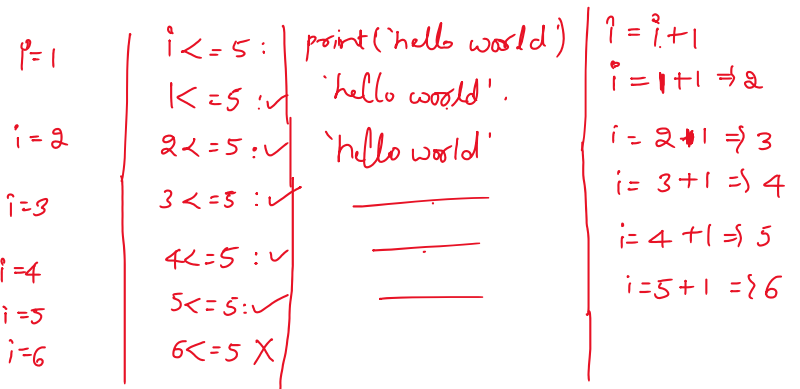 i=1 i<=5: print('hello world') i=i+1
1<=5:✓ 'hello world'. i=1+1⇒2
i=2 2<=5:✓ 'hello world' i=2+1⇒3
i=3 3<=5:✓ i=3+1⇒4
i=4 4<=5:✓ i=4+1⇒5
i=5 5<=5:✓ i=5+1⇒6
i=6 6<=5 X